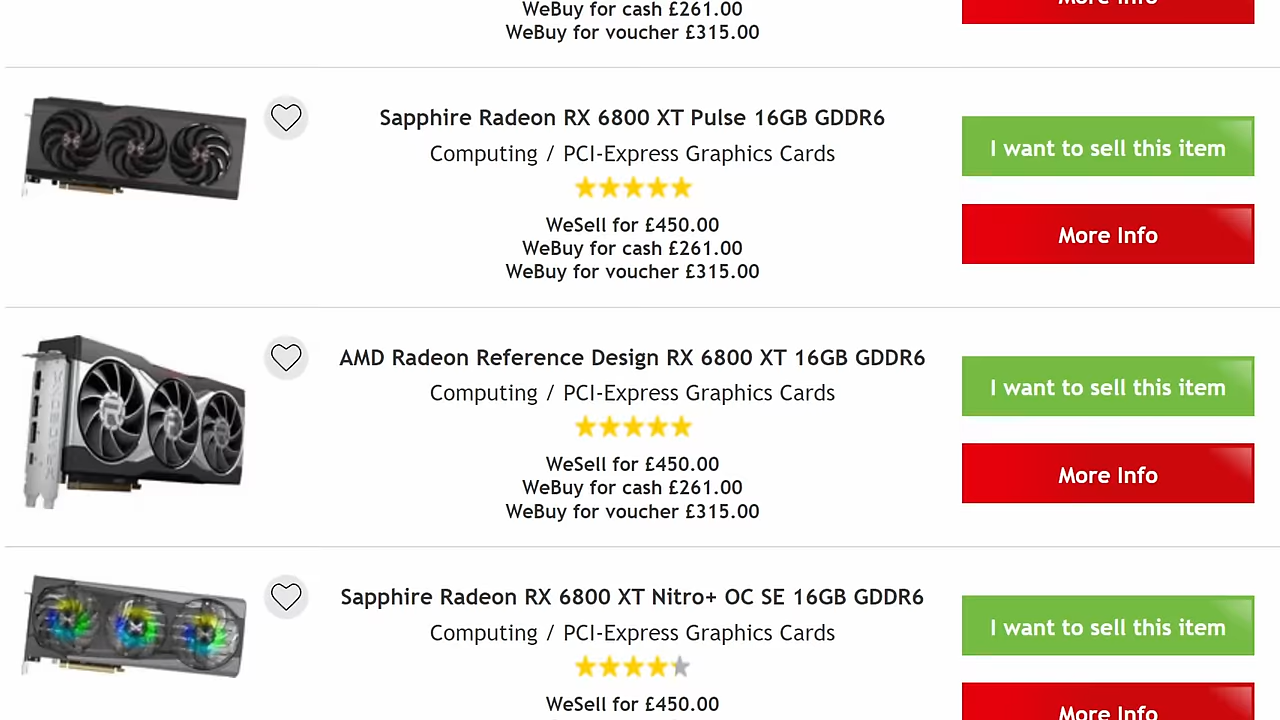 WeBuy for cash £261.00
WeBuy for voucher £315.00
More Info
Sapphire Radeon RX 6800 XT Pulse 16GB GDDR6
Computing / PCI-Express Graphics Cards
WeSell for £450.00
WeBuy for cash £261.00
WeBuy for voucher £315.00
I want to sell this item
More Info
AMD Radeon Reference Design RX 6800 XT 16GB GDDR6
Computing / PCI-Express Graphics Cards
WeSell for £450.00
WeBuy for cash £261.00
WeBuy for voucher £315.00
I want to sell this item
More Info
Sapphire Radeon RX 6800 XT Nitro+ OC SE 16GB GDDR6
Computing / PCI-Express Graphics Cards
WeSell for £450.00
I want to sell this item
More Info